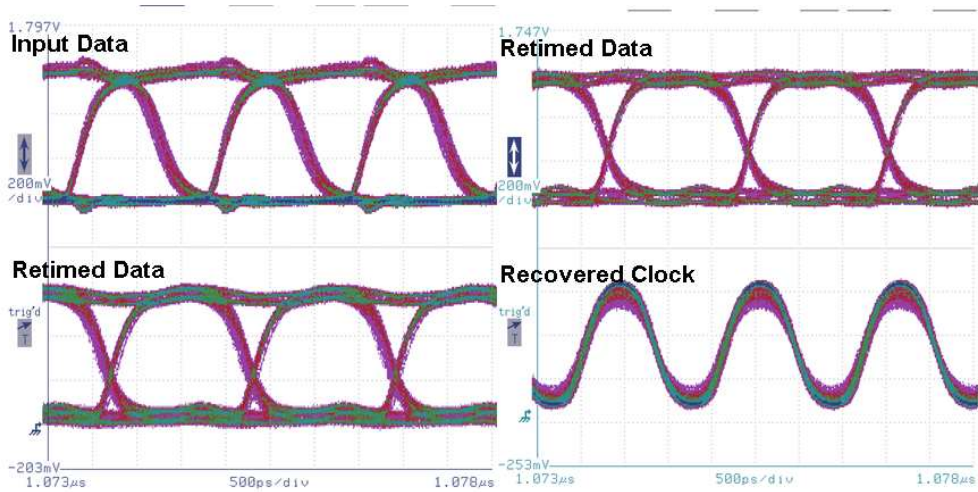 1.797V
Input Data
200mV
/div
Retimed Data
trig'd
T
-203mV
1.073µs
500ps/div
1.078µs
1.747V
Retimed Data
200mV
/div
Recovered Clock
trig'd
T
-253mV
1.073µs
500ps/div
1.078µs